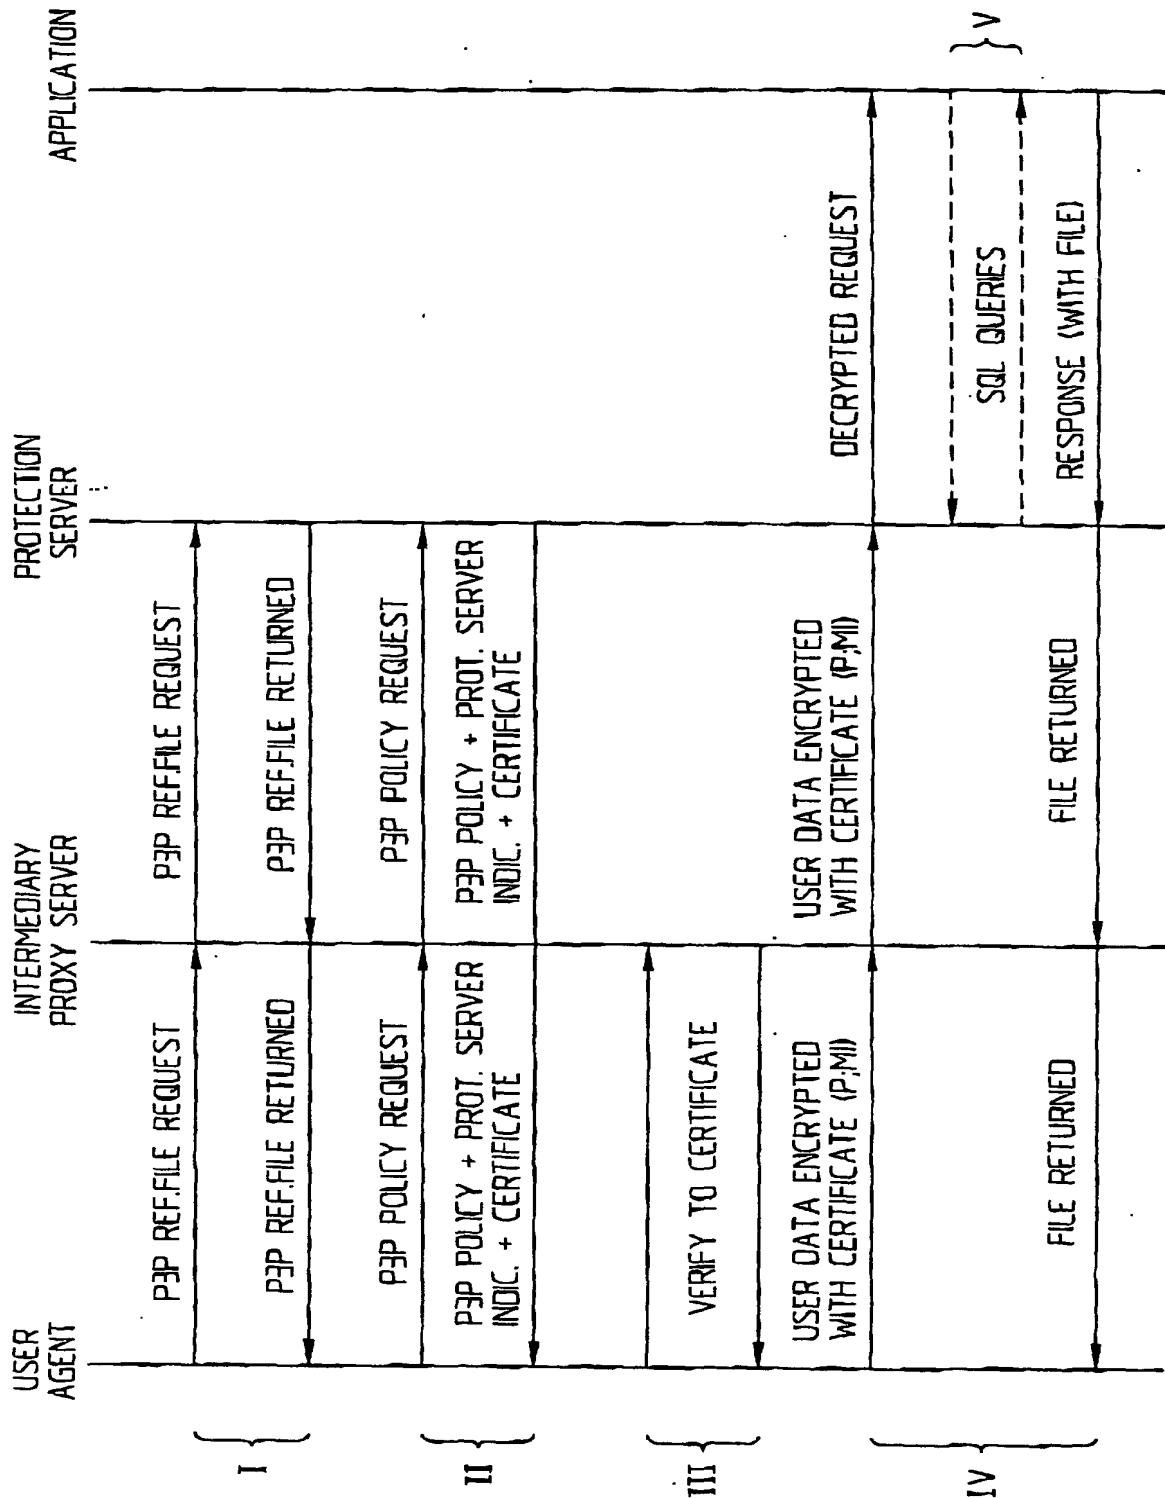 USER
AGENT
INTERMEDIARY
PROXY SERVER
PROTECTION
SERVER
APPLICATION
I
P3P REF.FILE REQUEST
P3P REF.FILE REQUEST
P3P REF.FILE RETURNED
P3P REF.FILE RETURNED
II
P3P POLICY REQUEST
P3P POLICY REQUEST
P3P POLICY + PROT. SERVER
INDIC. + CERTIFICATE
P3P POLICY + PROT. SERVER
INDIC. + CERTIFICATE
III
VERIFY TO CERTIFICATE
IV
USER DATA ENCRYPTED
WITH CERTIFICATE (P;MI)
USER DATA ENCRYPTED
WITH CERTIFICATE (P;MI)
DECRYPTED REQUEST
SQL QUERIES
V
RESPONSE (WITH FILE)
FILE RETURNED
FILE RETURNED